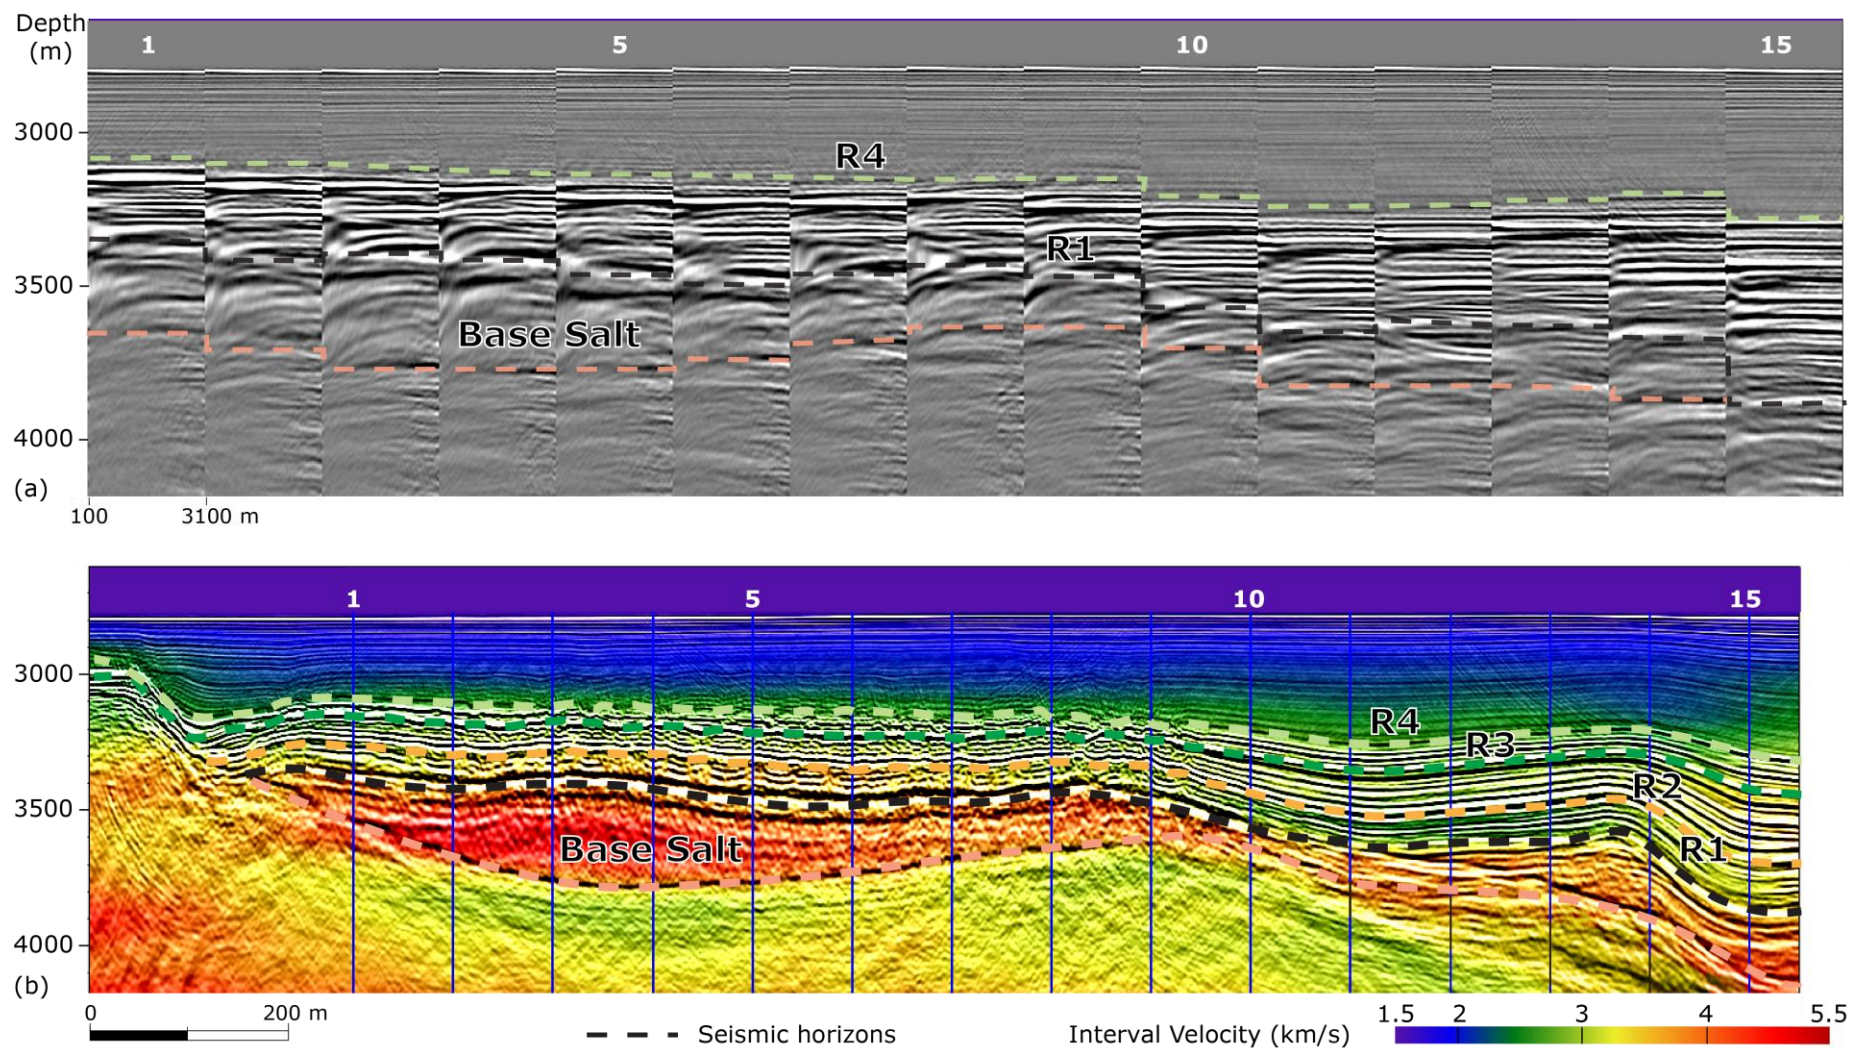 Depth
(m)
1 5 10 15
3000
R4
R1
3500
Base Salt
4000
(a)
100 3100 m
1 5 10 15
3000
R4
R3
R2
3500
R1
Base Salt
4000
(b)
0 200 m
Seismic horizons
Interval Velocity (km/s)
1.5 2 3 4 5.5